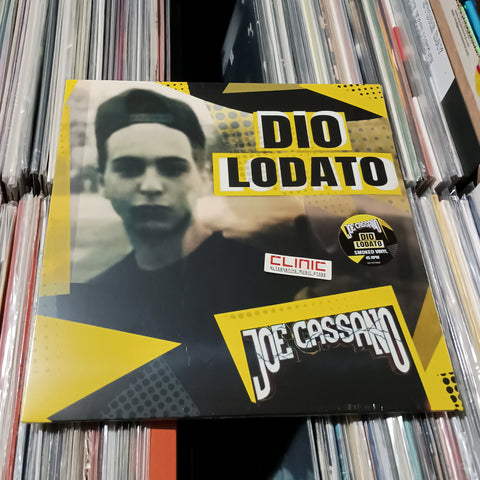 DIO
LODATO
JOE CASSANO
DIO
LODATO
SMOKED VINYL
45 RPM
CLINIC
ALTERNATIVE MUSIC STORE
JOE CASSANO